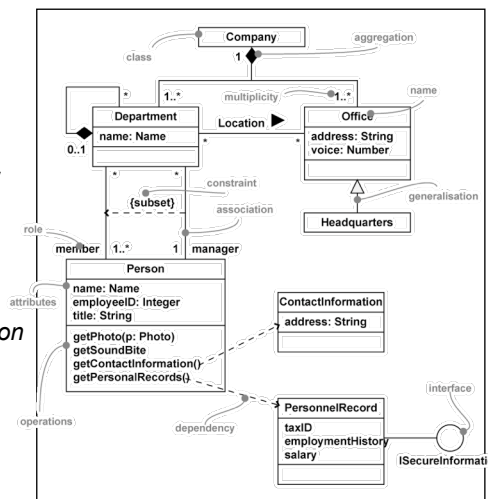 Company
aggregation
class
1
*
1..*
multiplicity
1..*
name
Department
Office
name: Name
Location
address: String
voice: Number
*
*
0..1
*
*
constraint
{subset}
generalisation
association
Headquarters
role
member
1..*
1
manager
Person
attributes
name: Name
employeeID: Integer
title: String
ContactInformation
address: String
on
getPhoto(p: Photo)
getSoundBite
getContactInformation()
getPersonalRecords()
operations
dependency
interface
PersonnelRecord
taxID
employmentHistory
salary
ISecureInformati